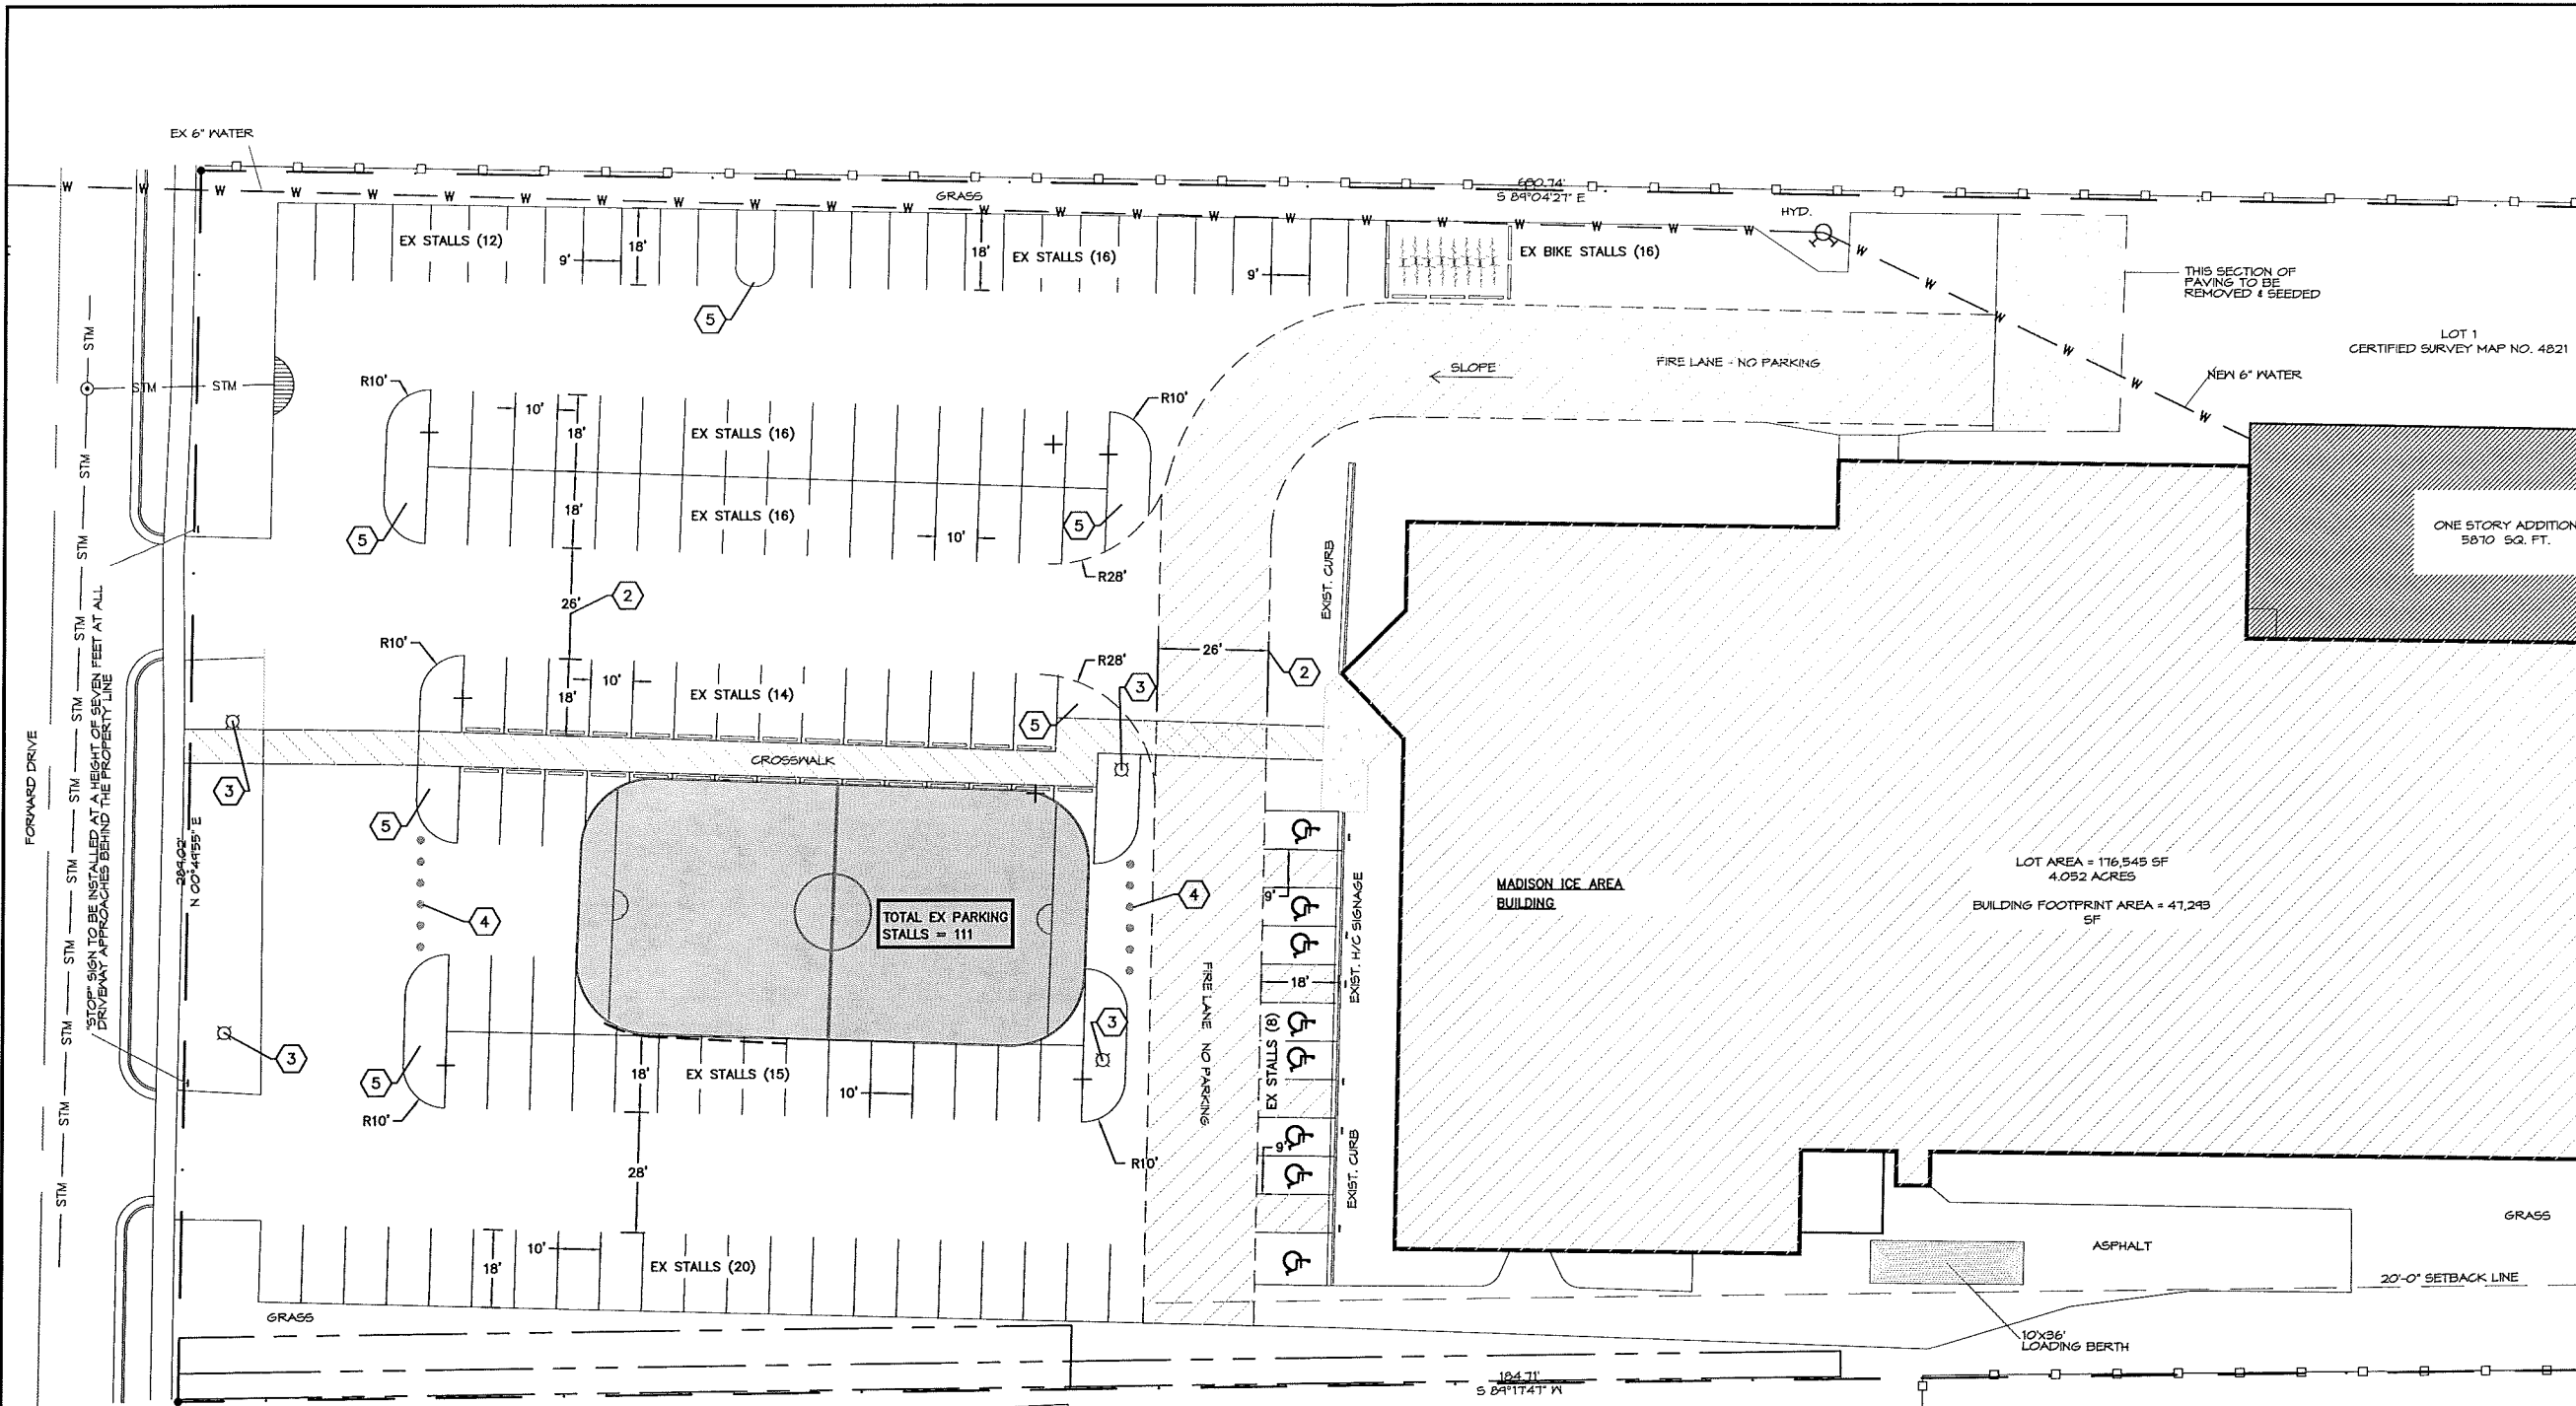 EX 6" WATER
GRASS
S 89°04'27" E
HYD.
EX STALLS (12)
18'
9'
18'
EX STALLS (16)
9'
EX BIKE STALLS (16)
THIS SECTION OF
PAVING TO BE
REMOVED & SEEDED
LOT 1
CERTIFIED SURVEY MAP NO. 4821
5
STM
STM
STM
R10'
10'
18'
EX STALLS (16)
R10'
SLOPE
FIRE LANE - NO PARKING
NEW 6" WATER
5
18'
EX STALLS (16)
10'
5
ONE STORY ADDITION
5870 SQ. FT.
R28'
26'
2
EXIST. CURB
R10'
18'
10'
EX STALLS (14)
R28'
26'
2
3
5
FORWARD DRIVE
"STOP" SIGN TO BE INSTALLED AT A HEIGHT OF SEVEN FEET AT ALL
DRIVEWAY APPROACHES BEHIND THE PROPERTY LINE
N 00°49'55" E
CROSSWALK
3
5
4
TOTAL EX PARKING
STALLS = 111
4
9'
EXIST. H/C SIGNAGE
MADISON ICE AREA
BUILDING
LOT AREA = 176,545 SF
4.052 ACRES
BUILDING FOOTPRINT AREA = 47,293
SF
18'
3
3
5
18'
EX STALLS (15)
10'
R10'
R10'
FIRE LANE NO PARKING
EX STALLS (8)
9'
EXIST. CURB
28'
18'
10'
EX STALLS (20)
GRASS
GRASS
ASPHALT
20'-0" SETBACK LINE
10'X36'
LOADING BERTH
184.71'
S 89°17'47" W